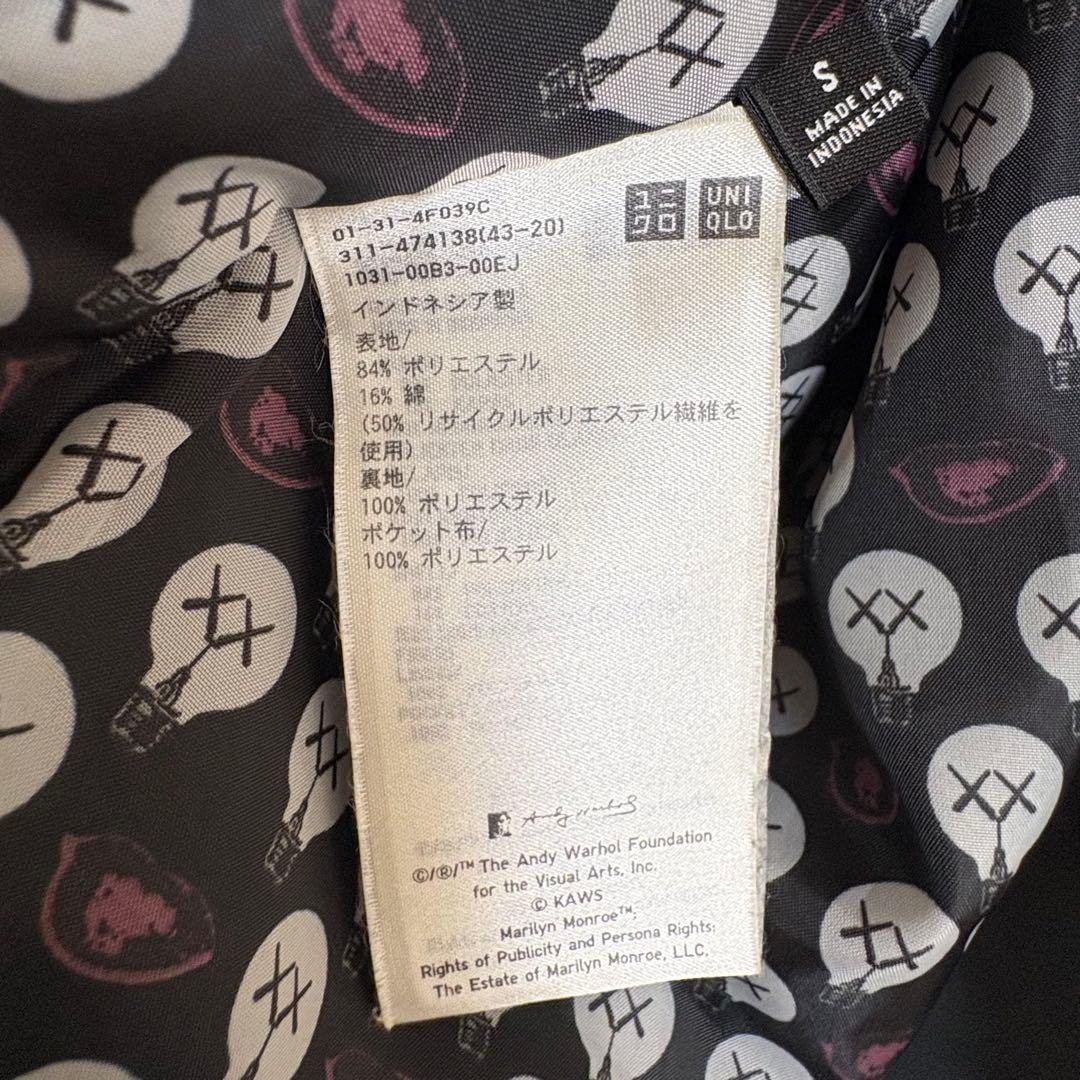 S
MADE IN
INDONESIA
ユニ
クロ
UNI
QLO
01-31-4F039C
311-474138(43-20)
1031-00B3-00EJ
インドネシア製
表地/
84% ポリエステル
16% 綿
(50% リサイクルポリエステル繊維を
使用)
裏地/
100% ポリエステル
ポケット布/
100% ポリエステル
Andy Warhol
©/®/™ The Andy Warhol Foundation
for the Visual Arts, Inc.
© KAWS
Marilyn Monroe™;
Rights of Publicity and Persona Rights:
The Estate of Marilyn Monroe, LLC.